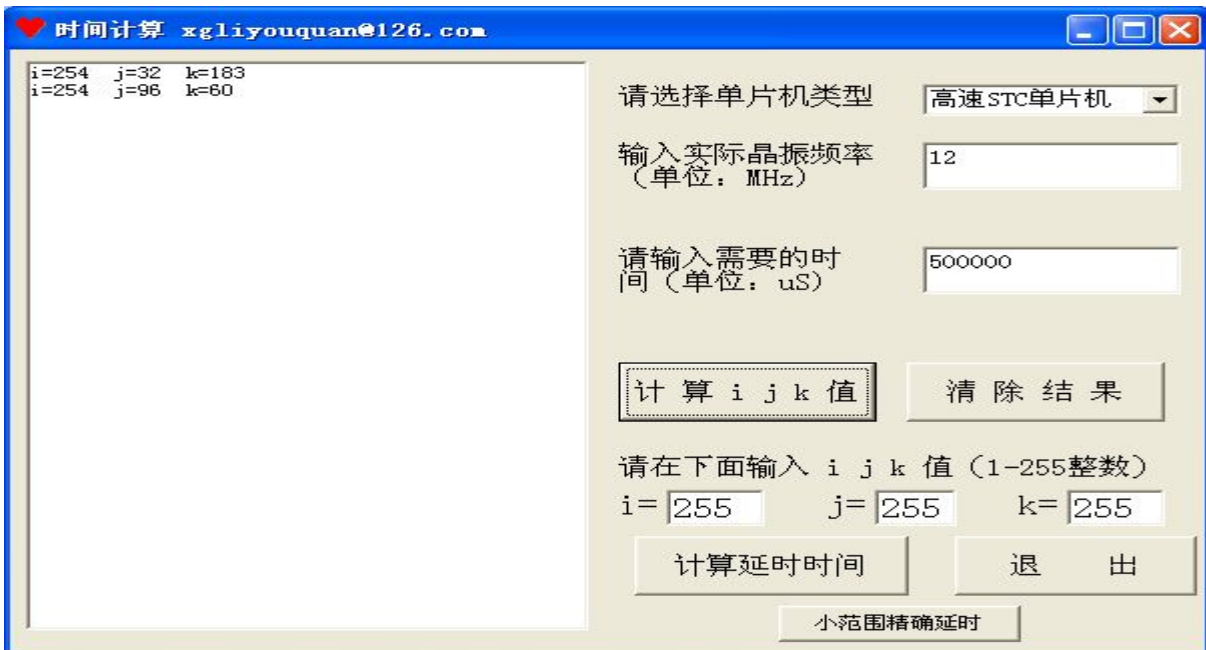 时间计算 xgliyouquan@126.com
i=254 j=32 k=183
i=254 j=96 k=60
请选择单片机类型
高速STC单片机
输入实际晶振频率
(单位：MHz)
12
请输入需要的时
间(单位：uS)
500000
计 算 i j k 值
清 除 结 果
请在下面输入 i j k 值(1-255整数)
i= 255 j= 255 k= 255
计算延时时间
退 出
小范围精确延时